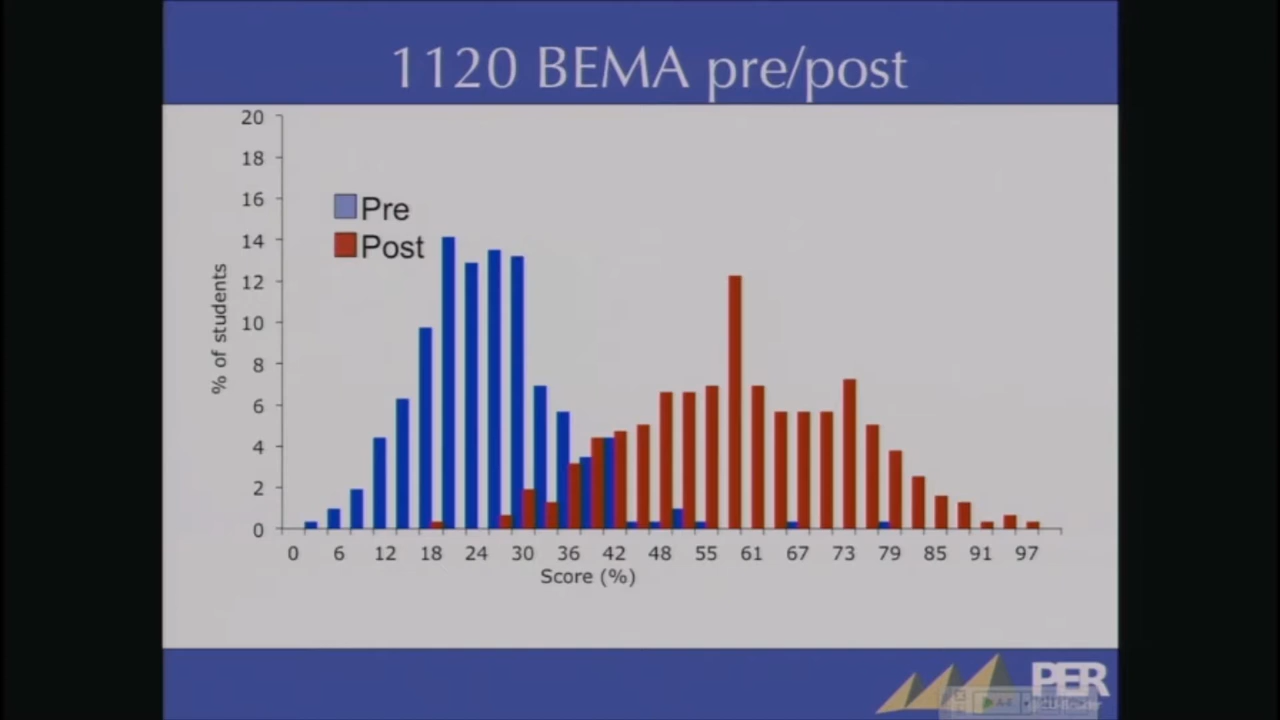 1120 BEMA pre/post
20
18
16
14
12
10
8
6
4
2
0
Pre
Post
% of students
0 6 12 18 24 30 36 42 48 55 61 67 73 79 85 91 97
Score (%)
PER
A-E